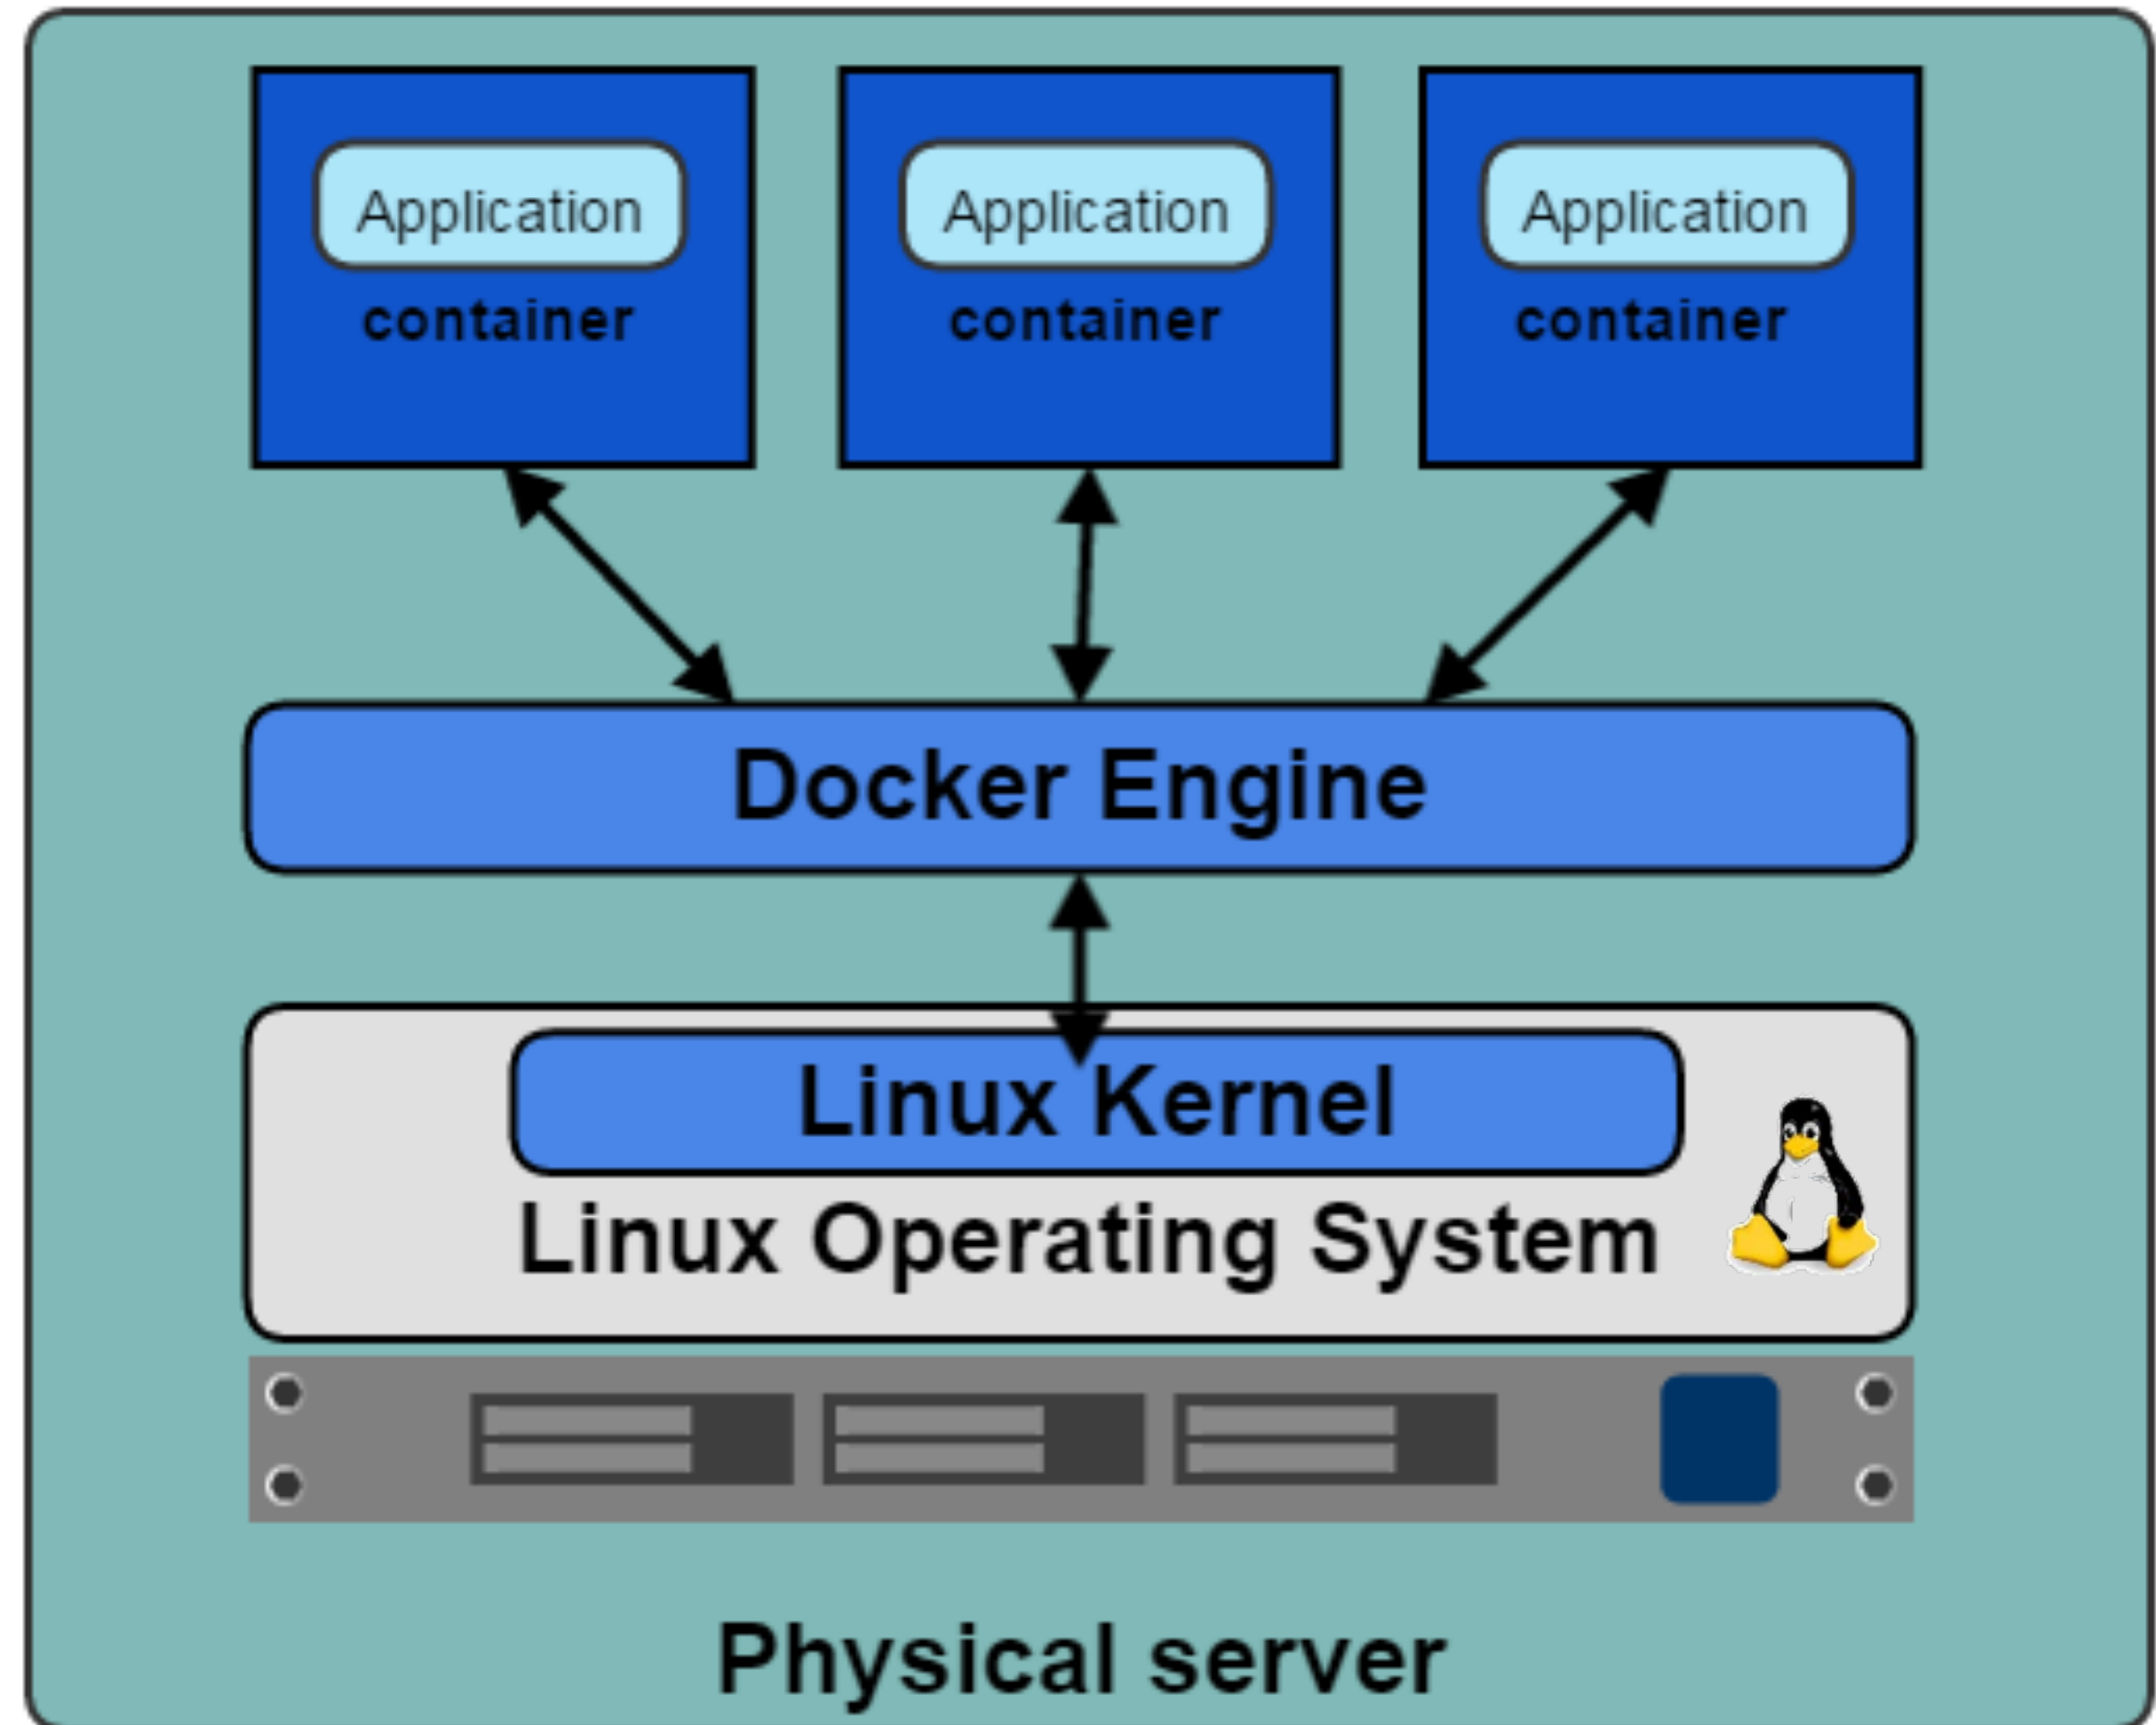 Application
container
Application
container
Application
container
Docker Engine
Linux Kernel
Linux Operating System
Physical server